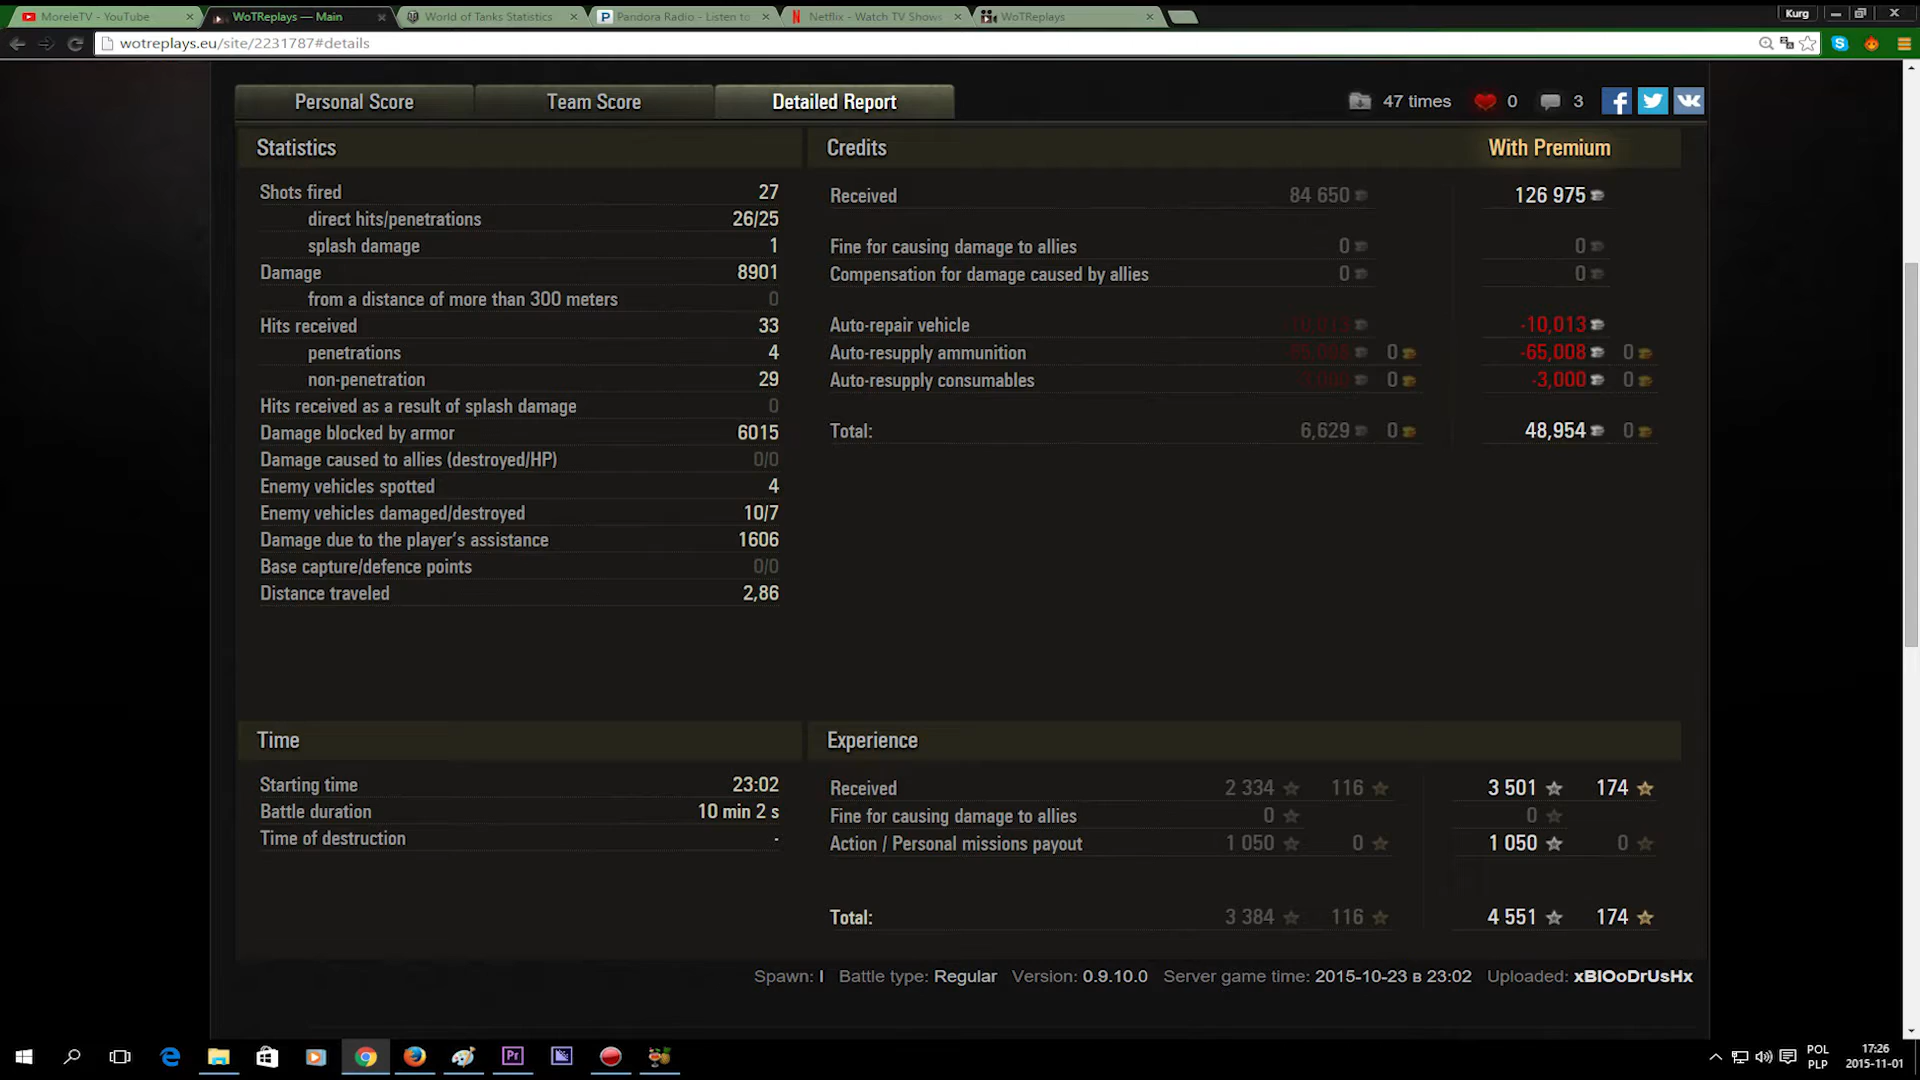 MoreleTV - YouTube
WoTReplays — Main
World of Tanks Statistics
Pandora Radio - Listen to
Netflix - Watch TV Shows
WoTReplays
Kurg
wotreplays.eu/site/2231787#details
Personal Score
Team Score
Detailed Report
47 times
0
3
Statistics
Shots fired 27
direct hits/penetrations 26/25
splash damage 1
Damage 8901
from a distance of more than 300 meters 0
Hits received 33
penetrations 4
non-penetration 29
Hits received as a result of splash damage 0
Damage blocked by armor 6015
Damage caused to allies (destroyed/HP) 0/0
Enemy vehicles spotted 4
Enemy vehicles damaged/destroyed 10/7
Damage due to the player's assistance 1606
Base capture/defence points 0/0
Distance traveled 2,86
Credits With Premium
Received 84 650 126 975
Fine for causing damage to allies 0 0
Compensation for damage caused by allies 0 0
Auto-repair vehicle -10,013 -10,013
Auto-resupply ammunition -65,008 0 -65,008 0
Auto-resupply consumables -3,000 0 -3,000 0
Total: 6,629 0 48,954 0
Time
Starting time 23:02
Battle duration 10 min 2 s
Time of destruction -
Experience
Received 2 334 116 3 501 174
Fine for causing damage to allies 0 0
Action / Personal missions payout 1 050 0 1 050 0
Total: 3 384 116 4 551 174
Spawn: I Battle type: Regular Version: 0.9.10.0 Server game time: 2015-10-23 в 23:02 Uploaded: xBlOoDrUsHx
Pr
POL
PLP
17:26
2015-11-01